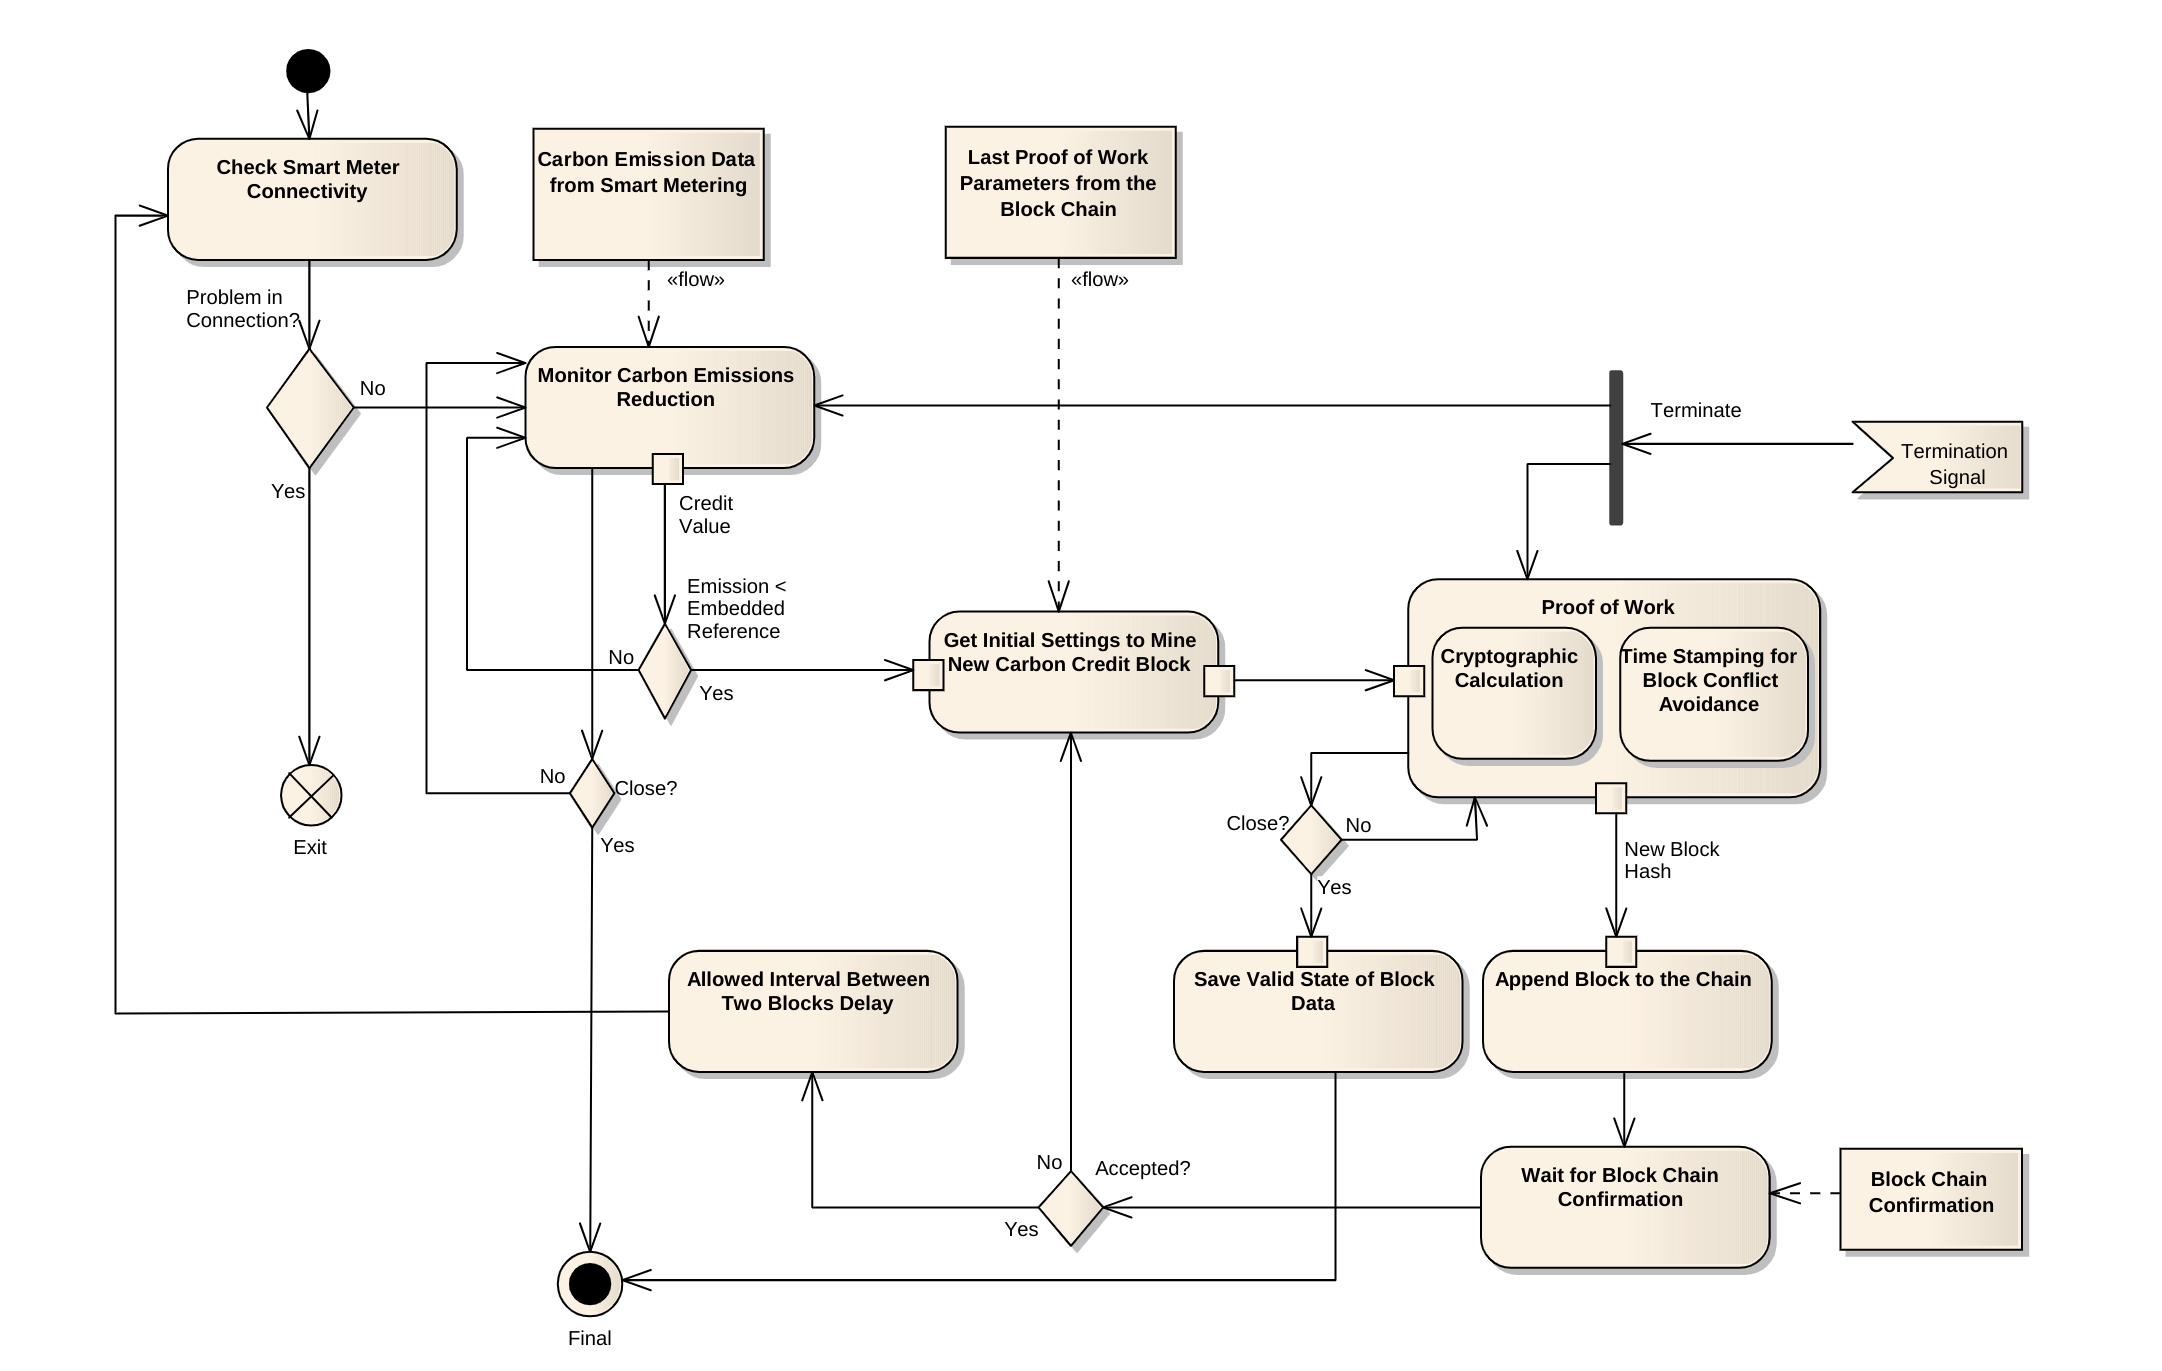 Check Smart Meter
Connectivity
Carbon Emission Data
from Smart Metering
Last Proof of Work
Parameters from the
Block Chain
«flow»
«flow»
Problem in
Connection?
No
Yes
Monitor Carbon Emissions
Reduction
Terminate
Termination
Signal
Credit
Value
Emission <
Embedded
Reference
No
Yes
Get Initial Settings to Mine
New Carbon Credit Block
Proof of Work
Cryptographic
Calculation
Time Stamping for
Block Conflict
Avoidance
No
Close?
Yes
Exit
Close?
No
Yes
New Block
Hash
Allowed Interval Between
Two Blocks Delay
Save Valid State of Block
Data
Append Block to the Chain
No
Accepted?
Yes
Wait for Block Chain
Confirmation
Block Chain
Confirmation
Final